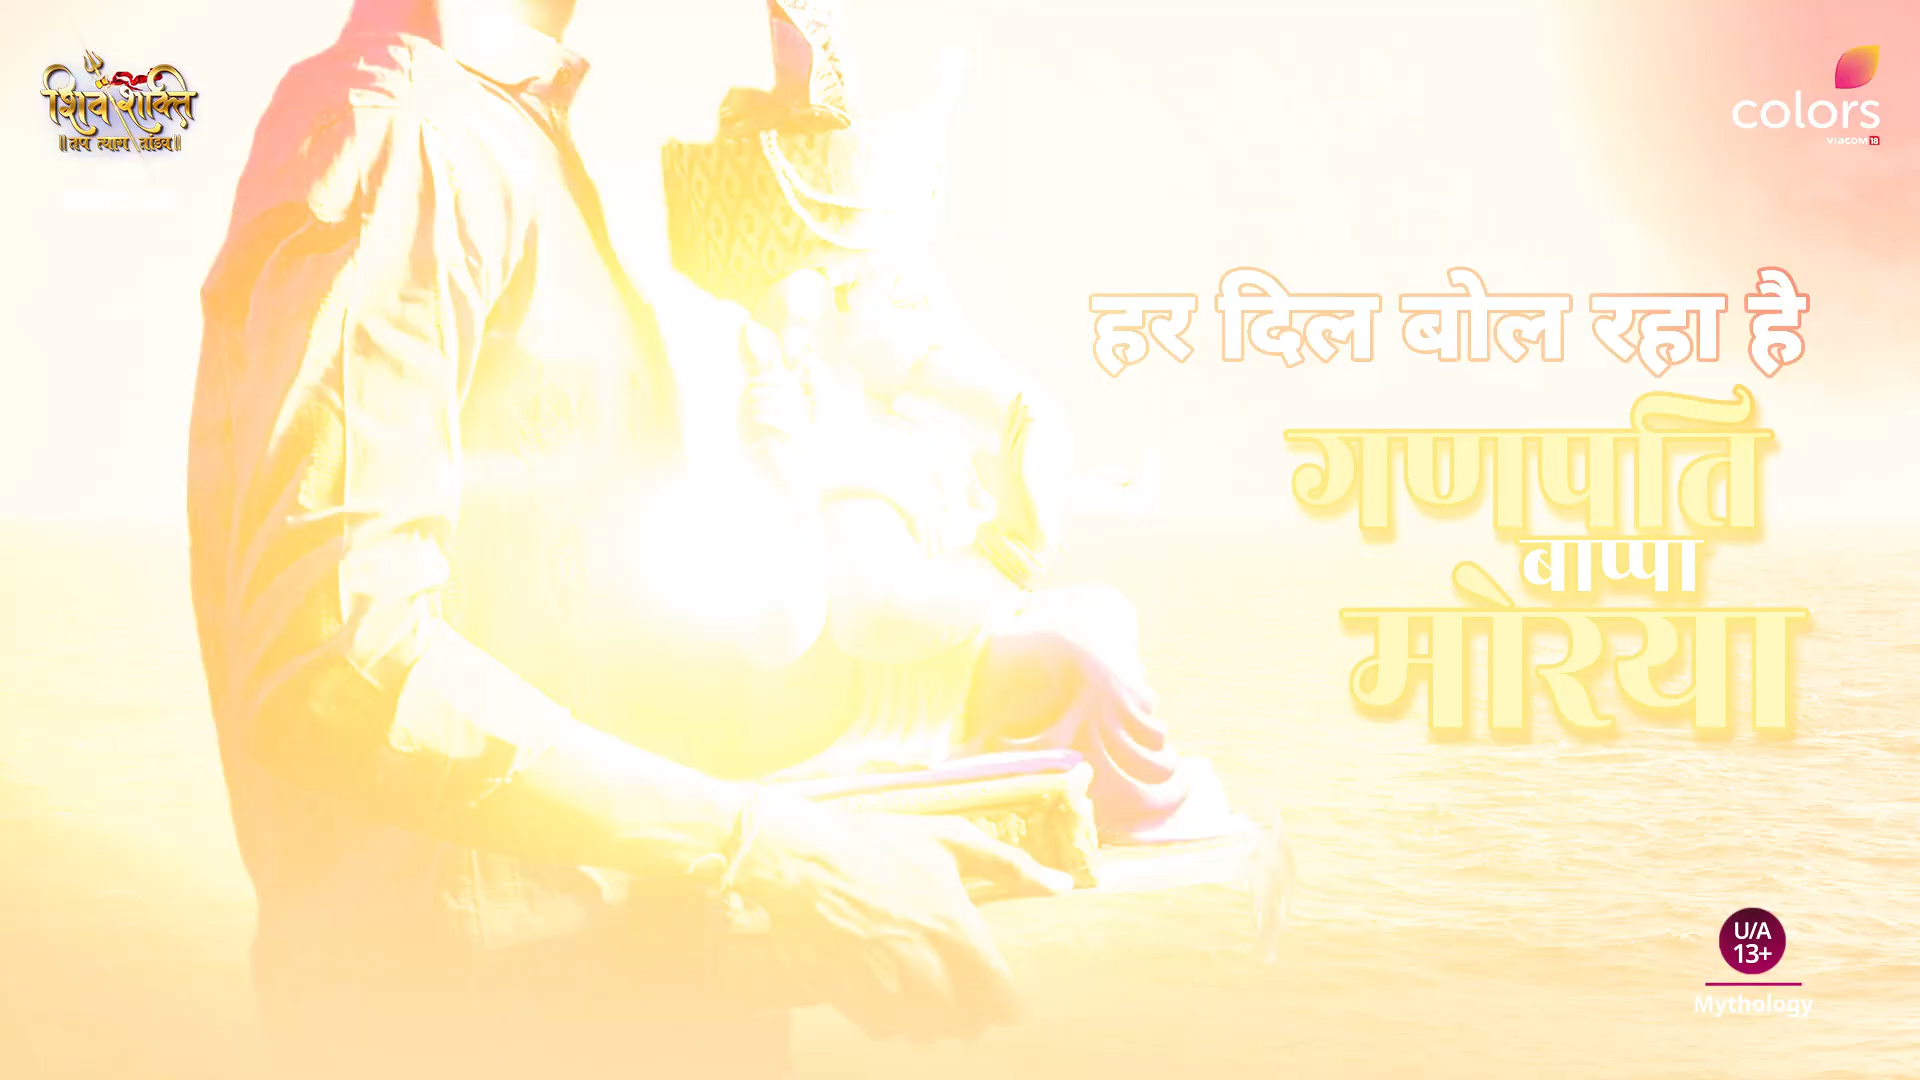 शिव शक्ति
॥तप त्याग तांडव॥
colors
VIACOM18
हर दिल बोल रहा है
गणपति
बाप्पा
मोरया
U/A
13+
Mythology